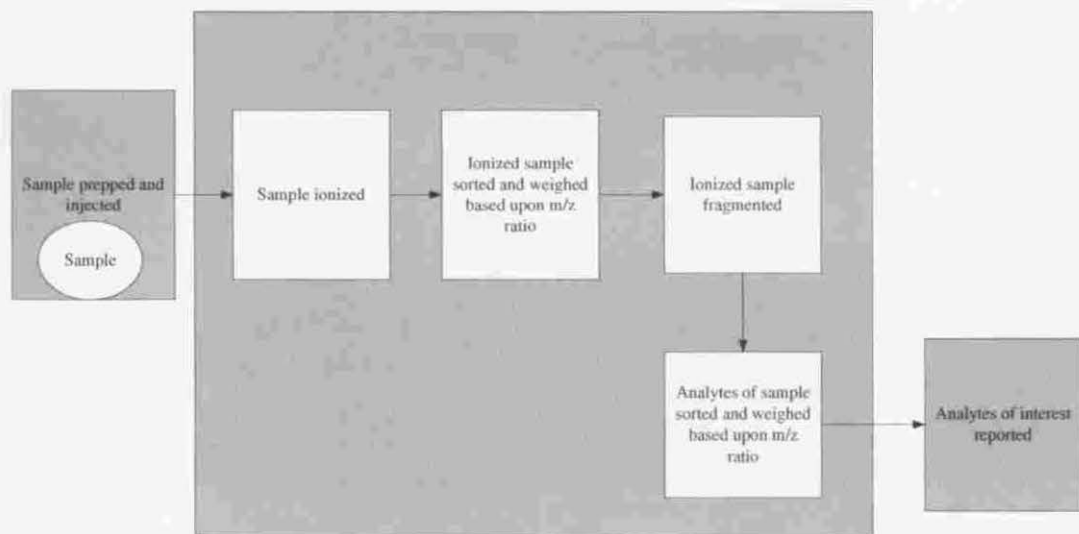 Sample prepped and
injected
Sample
Sample ionized
Ionized sample
sorted and weighed
based upon m/z
ratio
Ionized sample
fragmented
Analytes of sample
sorted and weighed
based upon m/z
ratio
Analytes of interest
reported